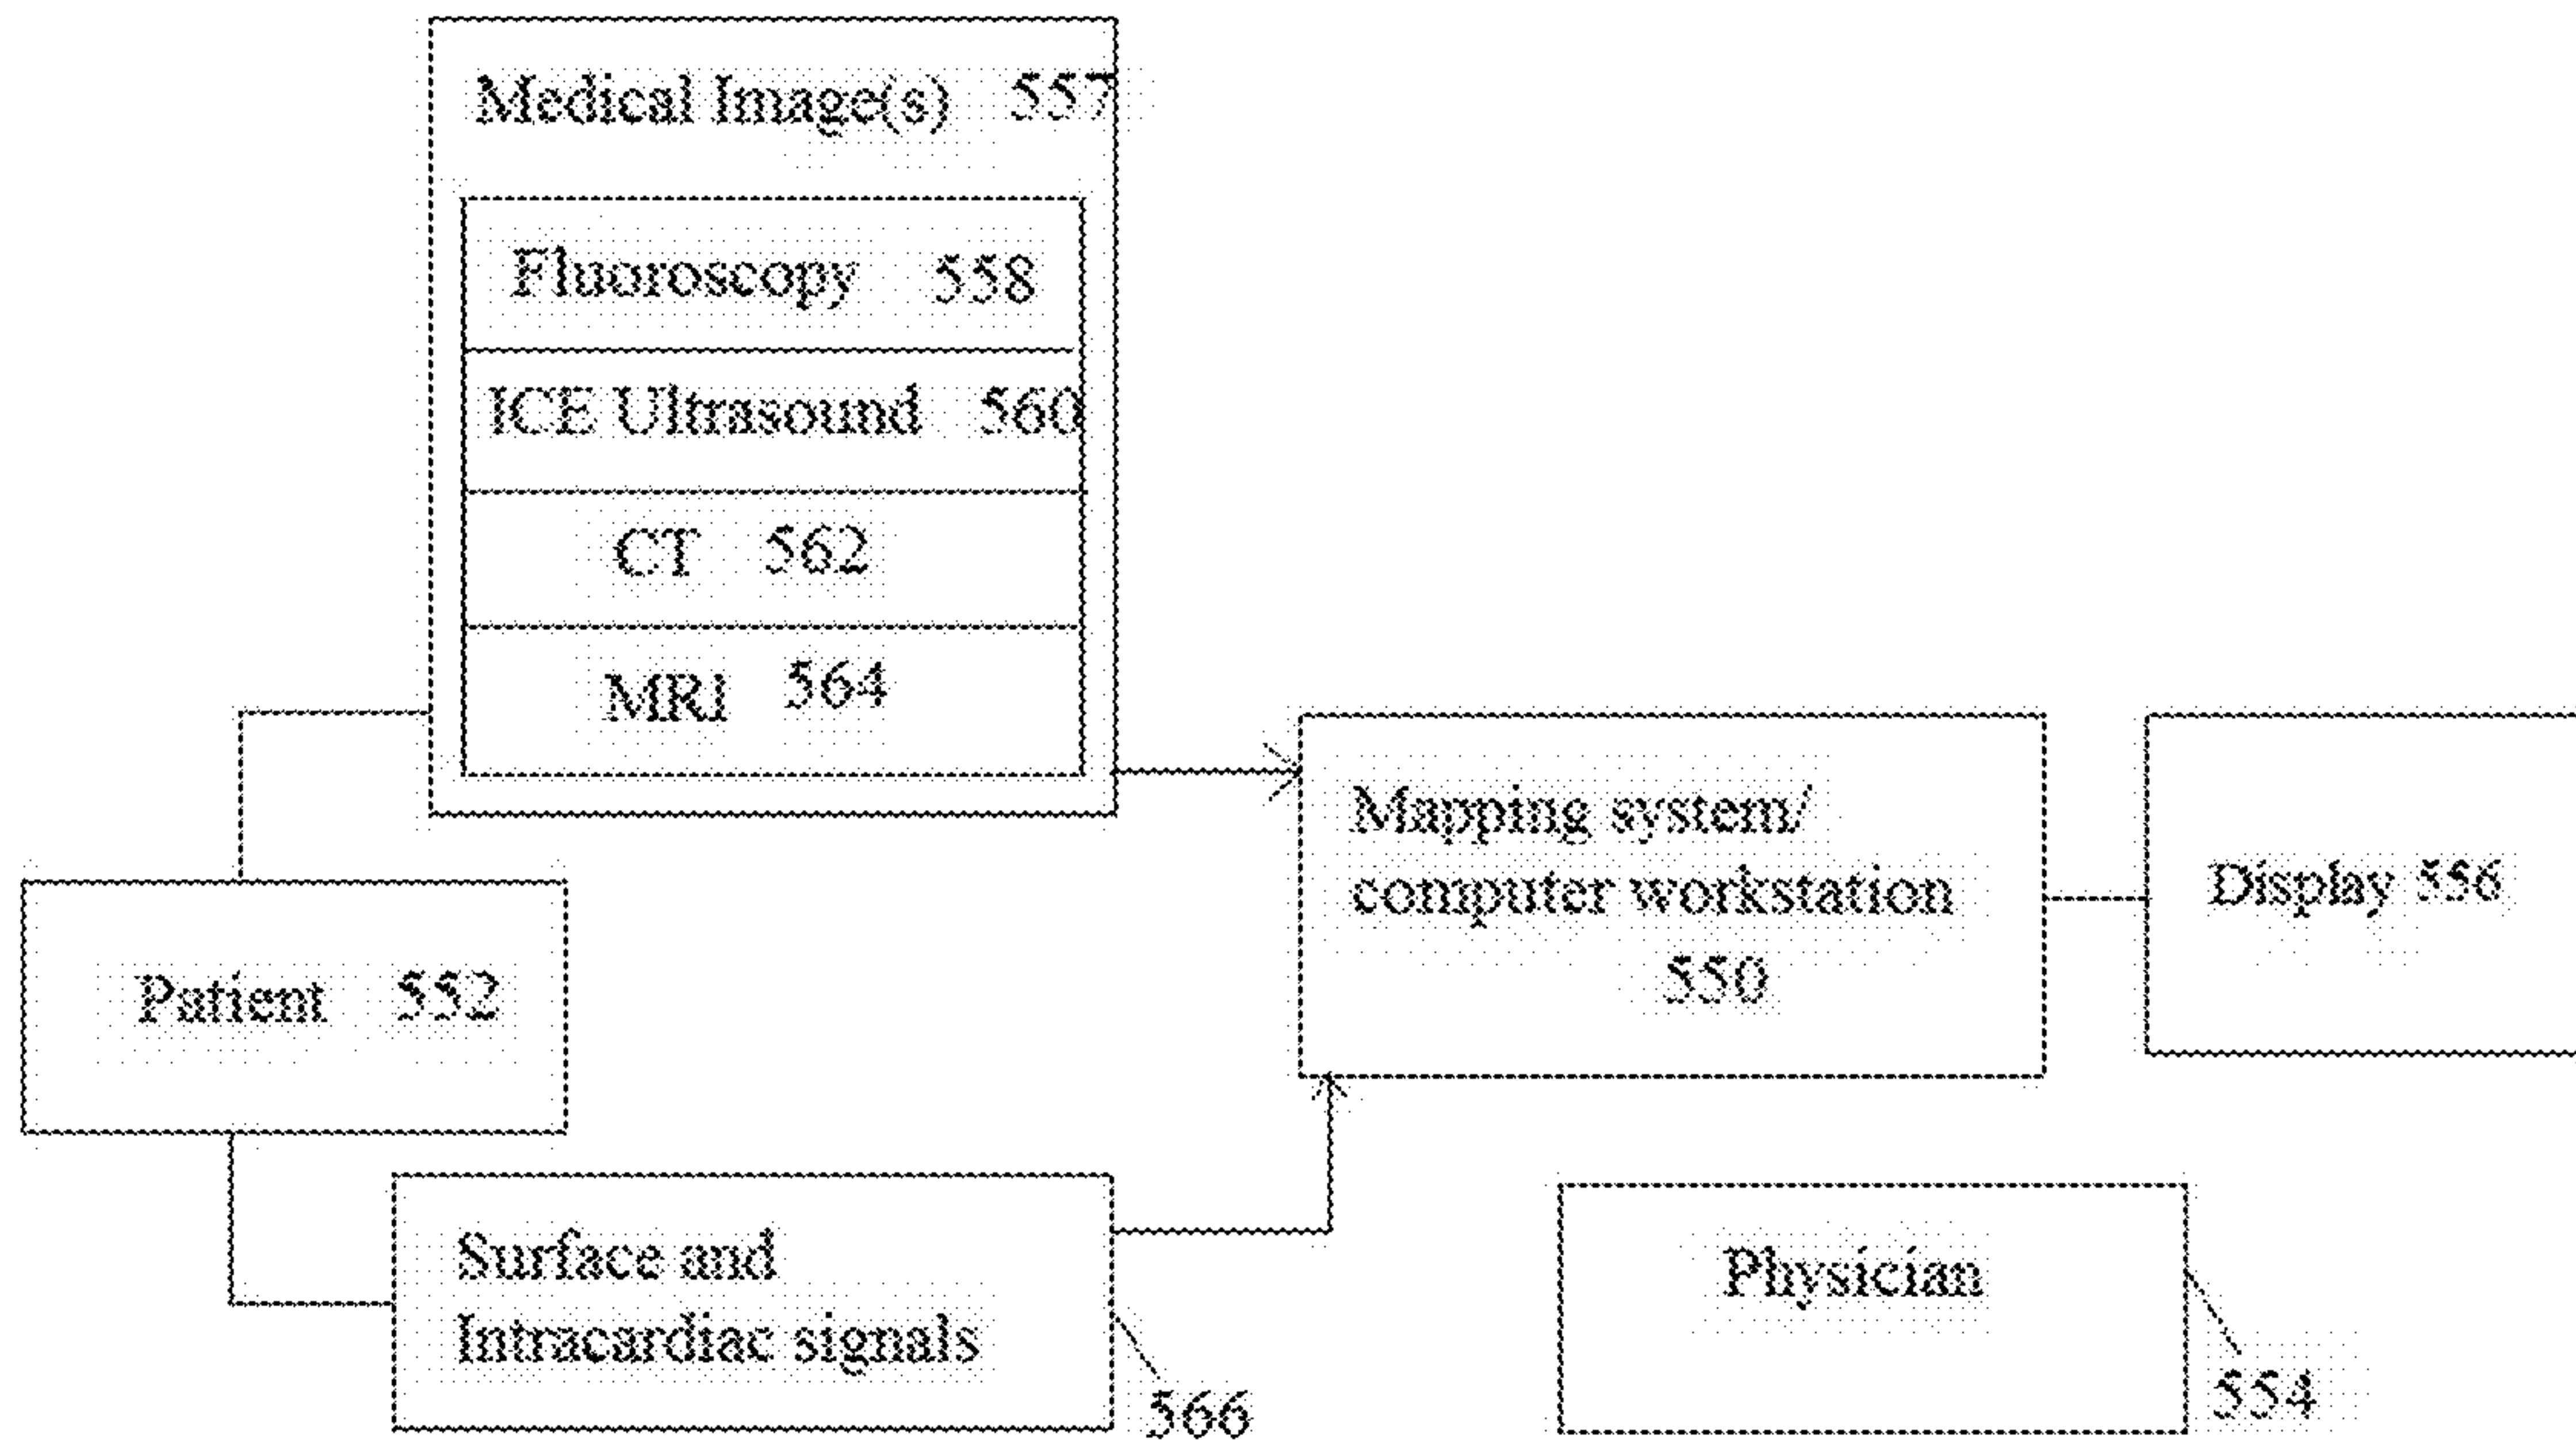 Medical Image(s) 557
Fluoroscopy 558
ICE Ultrasound 560
CT 562
MRI 564
Mapping system/
computer workstation
550
Display 556
Patient 552
Surface and
Intracardiac signals
566
Physician
554